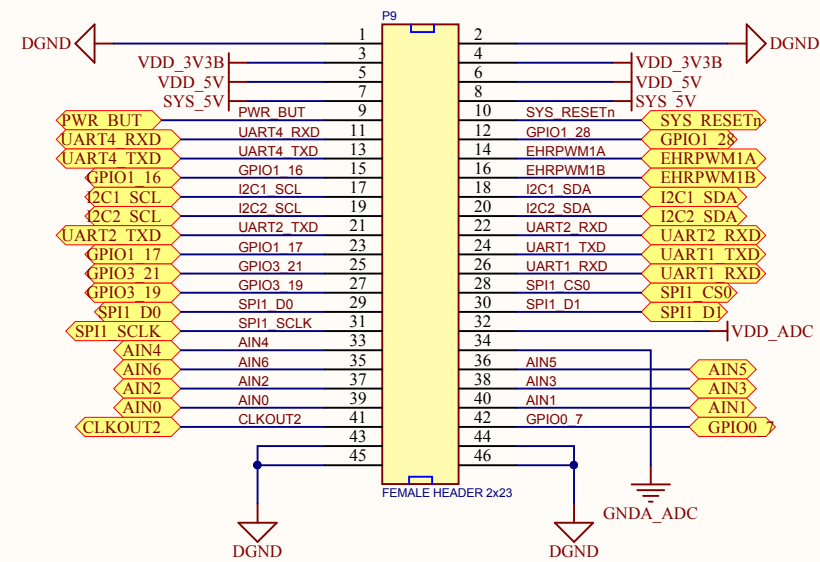 P9
DGND 1 2 DGND
VDD_3V3B 3 4 VDD_3V3B
VDD_5V 5 6 VDD_5V
SYS_5V 7 8 SYS_5V
PWR_BUT PWR_BUT 9 10 SYS_RESETn SYS_RESETn
UART4_RXD UART4_RXD 11 12 GPIO1_28 GPIO1_28
UART4_TXD UART4_TXD 13 14 EHRPWM1A EHRPWM1A
GPIO1_16 GPIO1_16 15 16 EHRPWM1B EHRPWM1B
I2C1_SCL I2C1_SCL 17 18 I2C1_SDA I2C1_SDA
I2C2_SCL I2C2_SCL 19 20 I2C2_SDA I2C2_SDA
UART2_TXD UART2_TXD 21 22 UART2_RXD UART2_RXD
GPIO1_17 GPIO1_17 23 24 UART1_TXD UART1_TXD
GPIO3_21 GPIO3_21 25 26 UART1_RXD UART1_RXD
GPIO3_19 GPIO3_19 27 28 SPI1_CS0 SPI1_CS0
SPI1_D0 SPI1_D0 29 30 SPI1_D1 SPI1_D1
SPI1_SCLK SPI1_SCLK 31 32 VDD_ADC
AIN4 AIN4 33 34
AIN6 AIN6 35 36 AIN5 AIN5
AIN2 AIN2 37 38 AIN3 AIN3
AIN0 AIN0 39 40 AIN1 AIN1
CLKOUT2 CLKOUT2 41 42 GPIO0_7 GPIO0_7
43 44
45 46
FEMALE HEADER 2x23
GNDA_ADC
DGND DGND